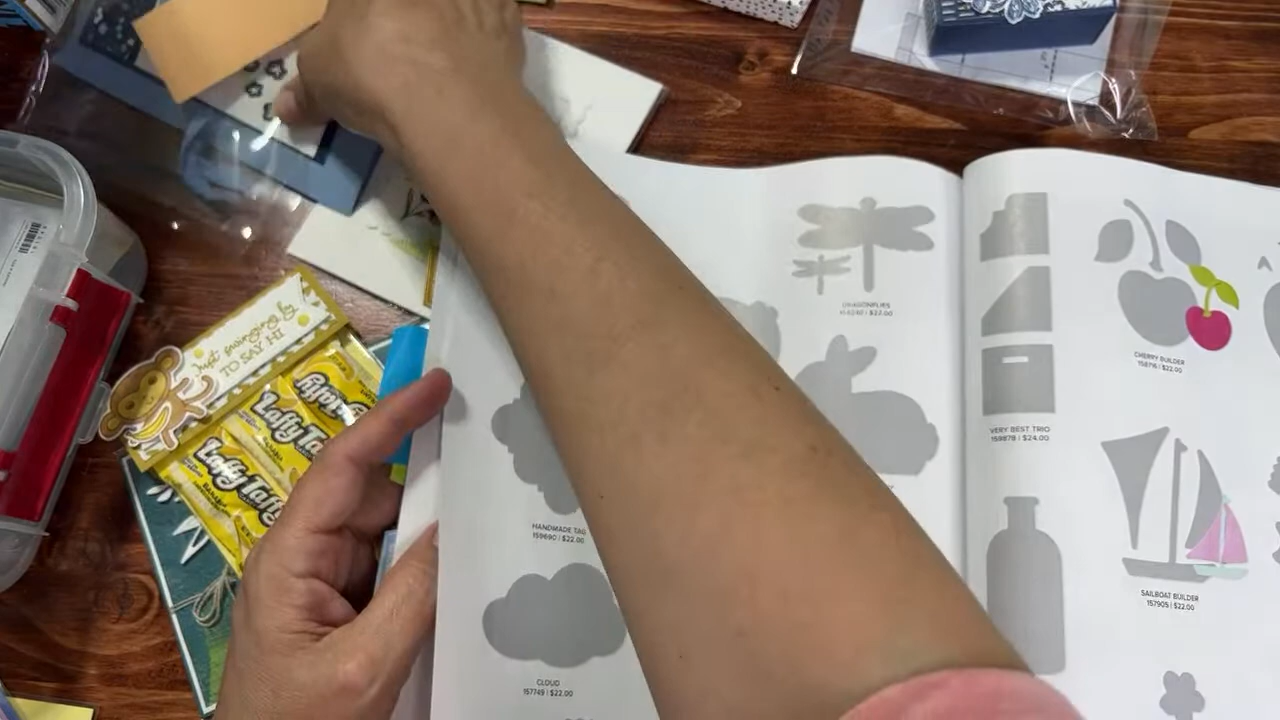 Just swinging by
TO SAY HI
Laffy Taffy
BANANA
Laffy Taffy
BANANA
Laffy Taffy
DRAGONFLIES
HANDMADE TAG
159690 | $22.00
CLOUD
157749 | $22.00
VERY BEST TRIO
159878 | $24.00
CHERRY BUILDER
158716 | $22.00
SAILBOAT BUILDER
157905 | $22.00